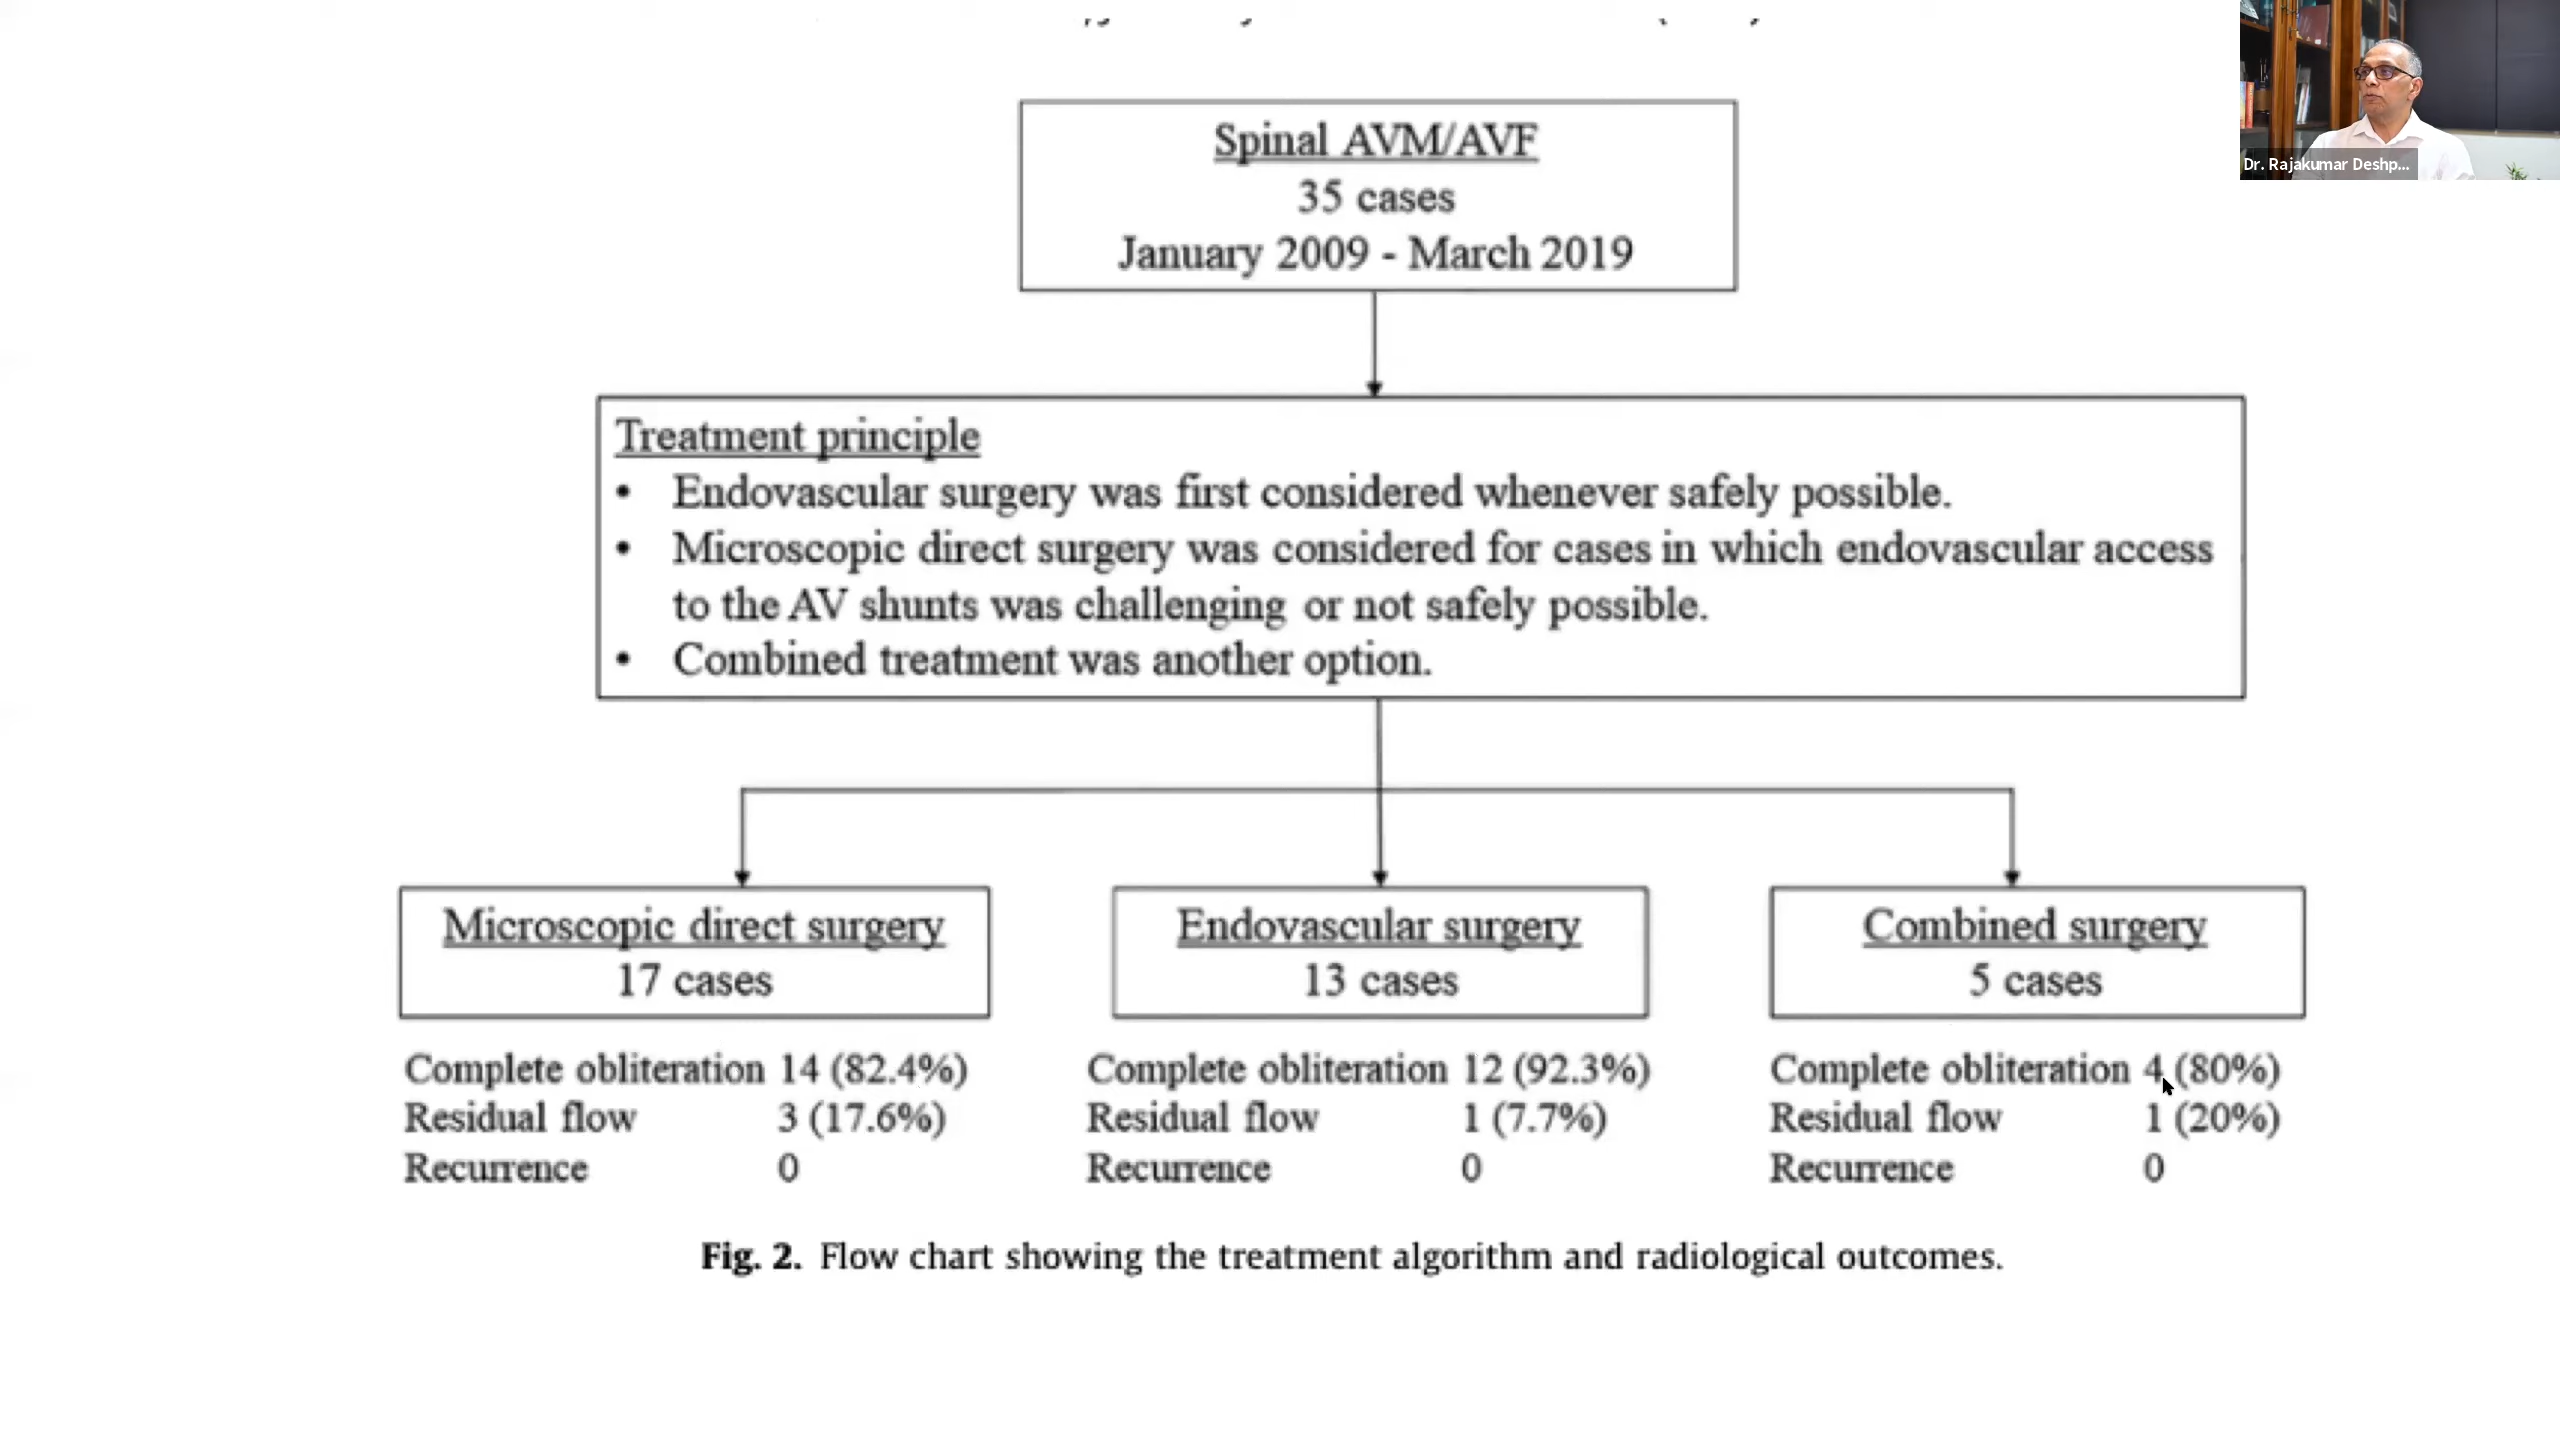 Dr. Rajakumar Deshp...
Spinal AVM/AVF
35 cases
January 2009 - March 2019
Treatment principle
• Endovascular surgery was first considered whenever safely possible.
• Microscopic direct surgery was considered for cases in which endovascular access
to the AV shunts was challenging or not safely possible.
• Combined treatment was another option.
Microscopic direct surgery
17 cases
Complete obliteration 14 (82.4%)
Residual flow 3 (17.6%)
Recurrence 0
Endovascular surgery
13 cases
Complete obliteration 12 (92.3%)
Residual flow 1 (7.7%)
Recurrence 0
Combined surgery
5 cases
Complete obliteration 4 (80%)
Residual flow 1 (20%)
Recurrence 0
Fig. 2. Flow chart showing the treatment algorithm and radiological outcomes.